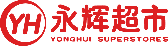 YH 永辉超市
YONGHUI SUPERSTORES